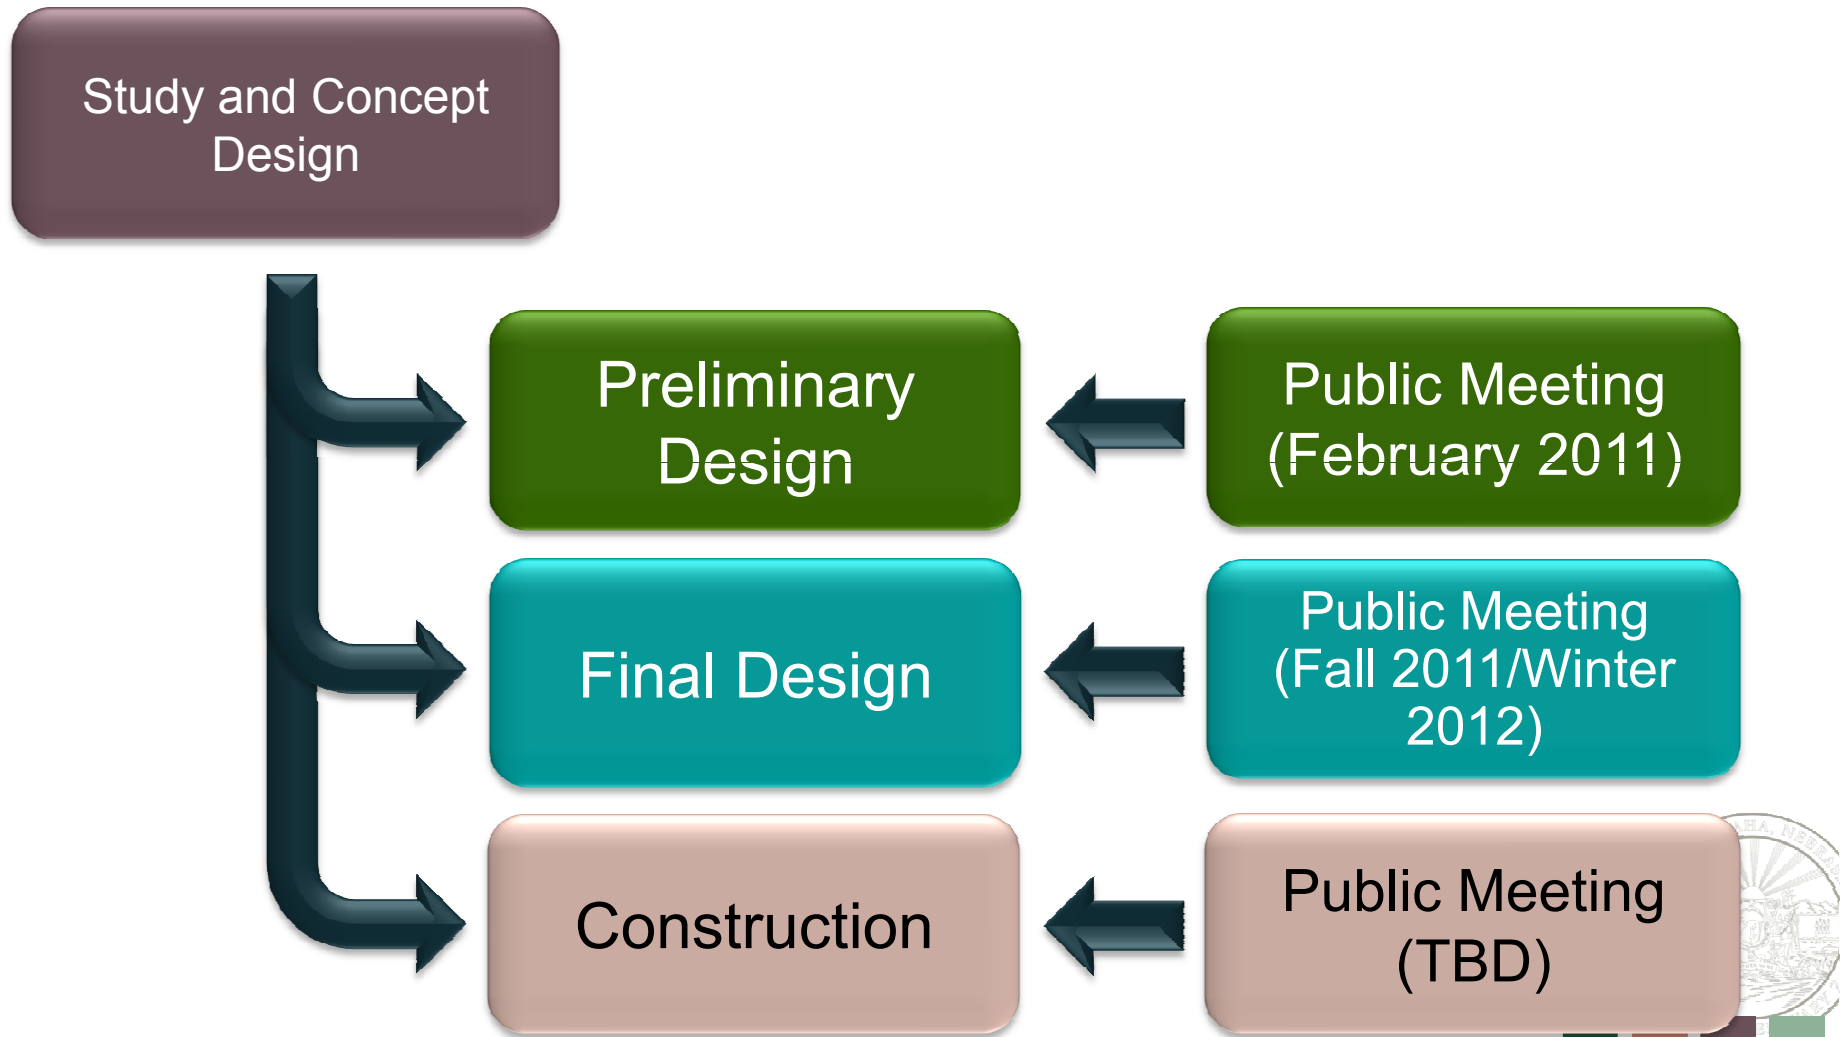 Study and Concept
Design
Preliminary
Design
Public Meeting
(February 2011)
Final Design
Public Meeting
(Fall 2011/Winter
2012)
Construction
Public Meeting
(TBD)